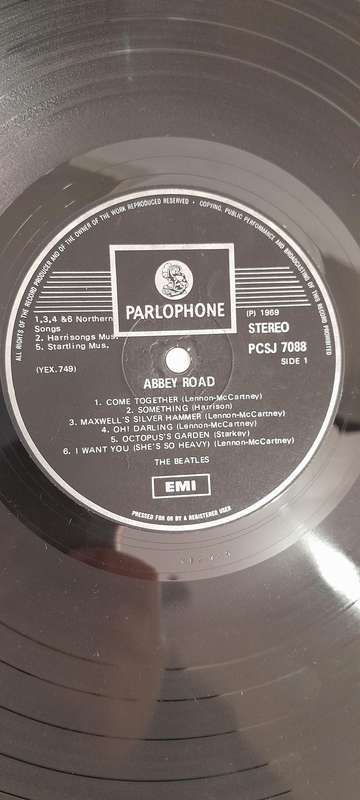 ALL RIGHTS OF THE RECORD PRODUCER AND OF THE OWNER OF THE WORK REPRODUCED RESERVED • COPYING, PUBLIC PERFORMANCE AND BROADCASTING OF THIS RECORD PROHIBITED
PARLOPHONE
1,3,4 &6 Northern
Songs
2. Harrisongs Mus.
5. Startling Mus.
(YEX.749)
(P) 1969
STEREO
PCSJ 7088
SIDE 1
ABBEY ROAD
1. COME TOGETHER (Lennon-McCartney)
2. SOMETHING (Harrison)
3. MAXWELL'S SILVER HAMMER (Lennon-McCartney)
4. OH! DARLING (Lennon-McCartney)
5. OCTOPUS'S GARDEN (Starkey)
6. I WANT YOU (SHE'S SO HEAVY) (Lennon-McCartney)
THE BEATLES
EMI
PRESSED FOR OR BY A REGISTERED USER